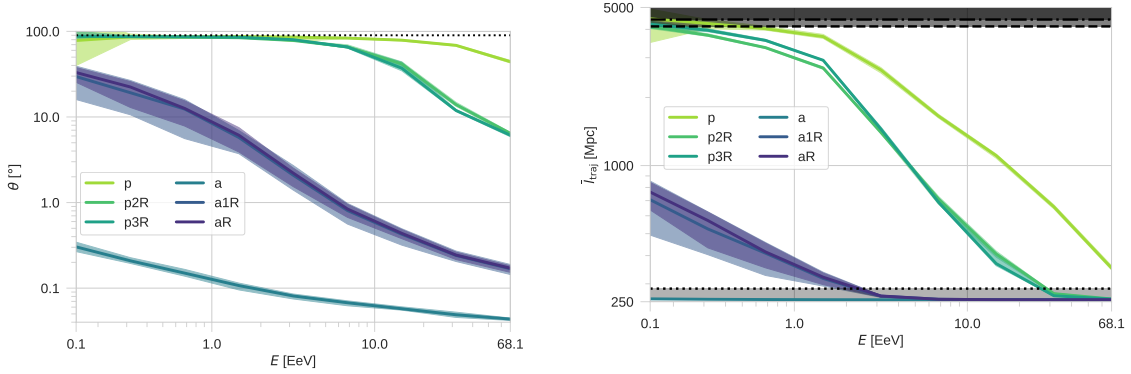 100.0
10.0
1.0
0.1
θ [°]
p
p2R
p3R
a
a1R
aR
0.1
1.0
10.0
68.1
E [EeV]
5000
1000
250
l̄traj [Mpc]
p
p2R
p3R
a
a1R
aR
0.1
1.0
10.0
68.1
E [EeV]